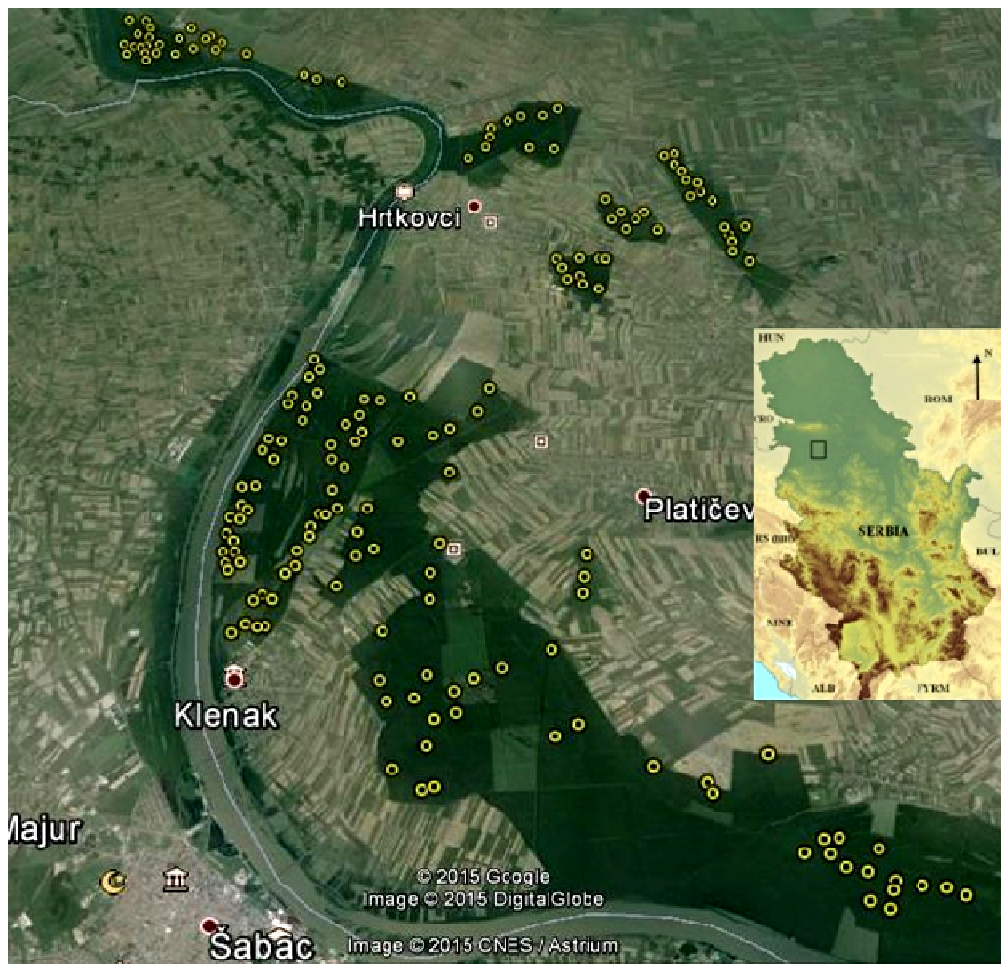 Hrtkovci
HUN
N
ROM
CRO
Platičev
SERBIA
BUL
Klenak
ALB
FYRM
Majur
© 2015 Google
Image © 2015 DigitalGlobe
Šabac
Image © 2015 CNES / Astrium